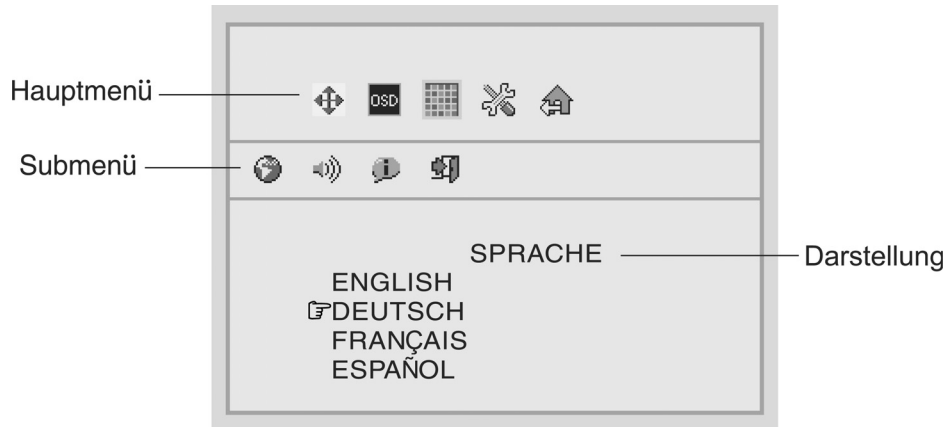 Hauptmenü
OSD
Submenü
SPRACHE
Darstellung
ENGLISH
DEUTSCH
FRANÇAIS
ESPAÑOL